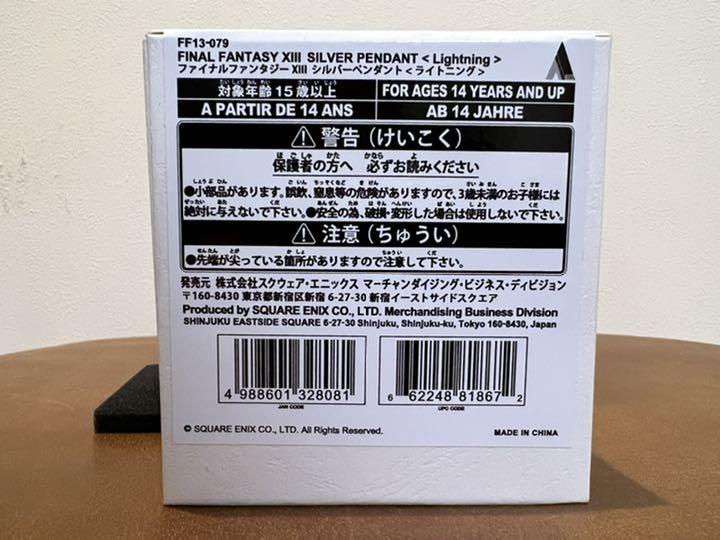 FF13-079
FINAL FANTASY XIII SILVER PENDANT < Lightning >
ファイナルファンタジー XIII シルバーペンダント＜ライトニング＞
対象年齢 15 歳以上
FOR AGES 14 YEARS AND UP
A PARTIR DE 14 ANS
AB 14 JAHRE
⚠ 警告（けいこく）
保護者の方へ 必ずお読みください
●小部品があります。誤飲、窒息等の危険がありますので、3歳未満のお子様には
絶対に与えないで下さい。●安全の為、破損・変形した場合は使用しないで下さい。
⚠ 注意（ちゅうい）
●先端が尖っている箇所がありますので注意して下さい。
発売元 株式会社スクウェア・エニックス マーチャンダイジング・ビジネス・ディビジョン
〒160-8430 東京都新宿区新宿 6-27-30 新宿イーストサイドスクエア
Produced by SQUARE ENIX CO., LTD. Merchandising Business Division
SHINJUKU EASTSIDE SQUARE 6-27-30 Shinjuku, Shinjuku-ku, Tokyo 160-8430, Japan
4 988601 328081
JAN CODE
6 62248 81867 2
UPC CODE
© SQUARE ENIX CO., LTD. All Rights Reserved.
MADE IN CHINA